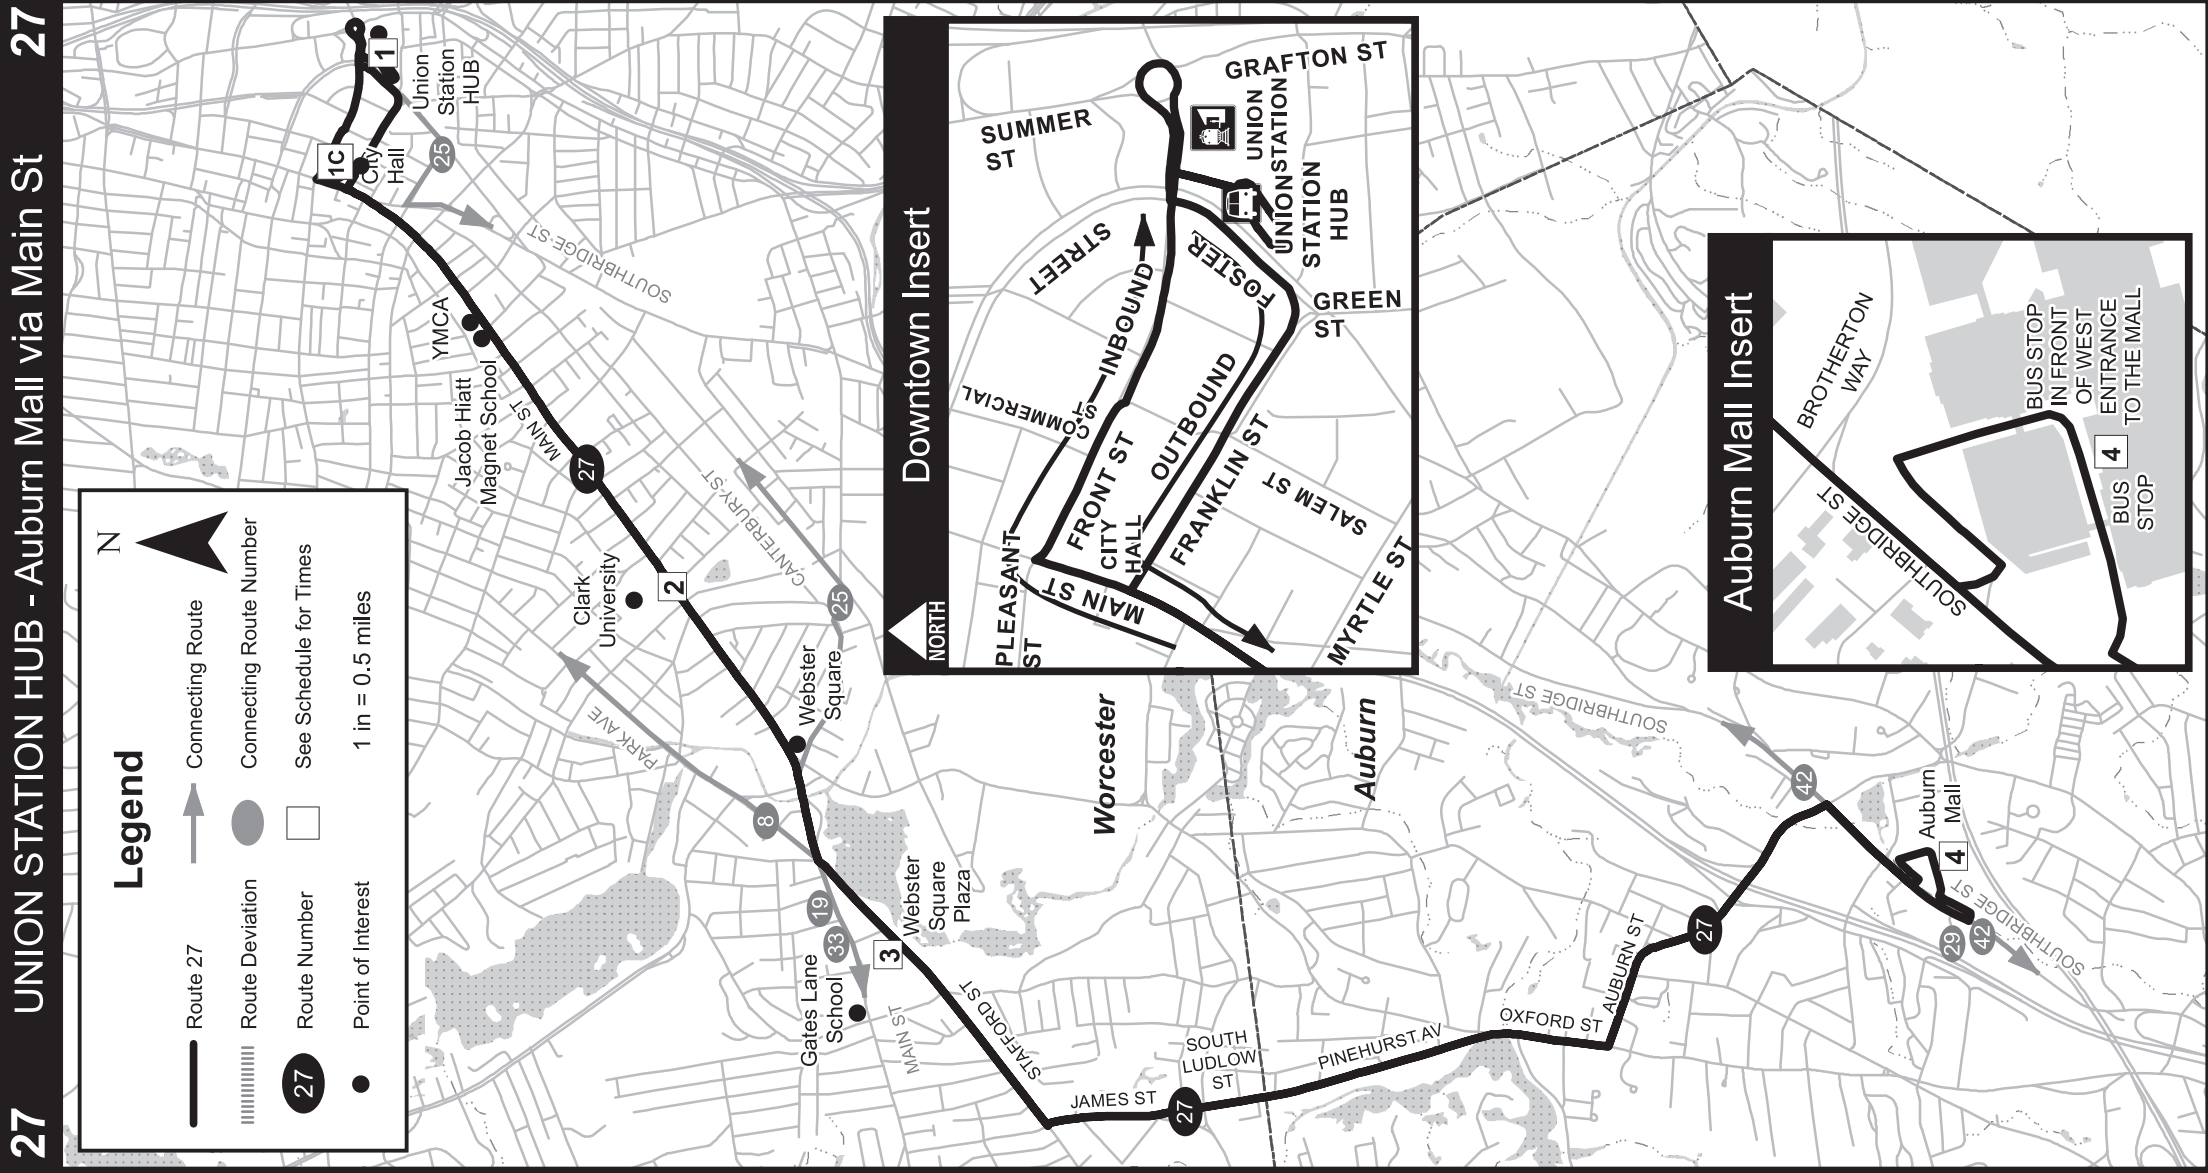 27 UNION STATION HUB - Auburn Mall via Main St 27
Legend
Route 27
Route Deviation
27
Route Number
Point of Interest
Connecting Route
Connecting Route Number
See Schedule for Times
1 in = 0.5 miles
N
1
Union
Station
HUB
1C
City
Hall
25
SOUTHBRIDGE ST
YMCA
Jacob Hiatt
Magnet School
MAIN ST
27
CANTERBURY ST
25
Clark
University
2
Webster
Square
PARK AVE
8
19
33
Webster
Square
Plaza
3
Gates Lane
School
MAIN ST
STAFFORD ST
JAMES ST
27
SOUTH
LUDLOW
ST
PINEHURST AV
OXFORD ST
AUBURN ST
27
Worcester
Auburn
SOUTHBRIDGE ST
42
Auburn
Mall
4
29
42
SOUTHBRIDGE ST
Downtown Insert
NORTH
SUMMER
ST
GRAFTON ST
UNION
STATION
UNION
STATION
HUB
STREET
FOSTER
GREEN
ST
INBOUND
COMMERCIAL
ST
OUTBOUND
FRONT ST
FRANKLIN ST
SALEM ST
CITY
HALL
PLEASANT
ST
MAIN ST
MYRTLE ST
Auburn Mall Insert
BROTHERTON
WAY
SOUTHBRIDGE ST
BUS STOP
IN FRONT
OF WEST
ENTRANCE
TO THE MALL
4
BUS
STOP